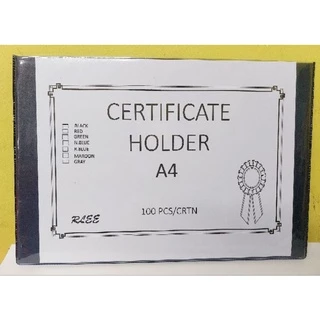 CERTIFICATE
HOLDER
A4
BLACK
RED
GREEN
N.BLUE
R.BLUE
MAROON
GRAY
100 PCS/CRTN
RLEE